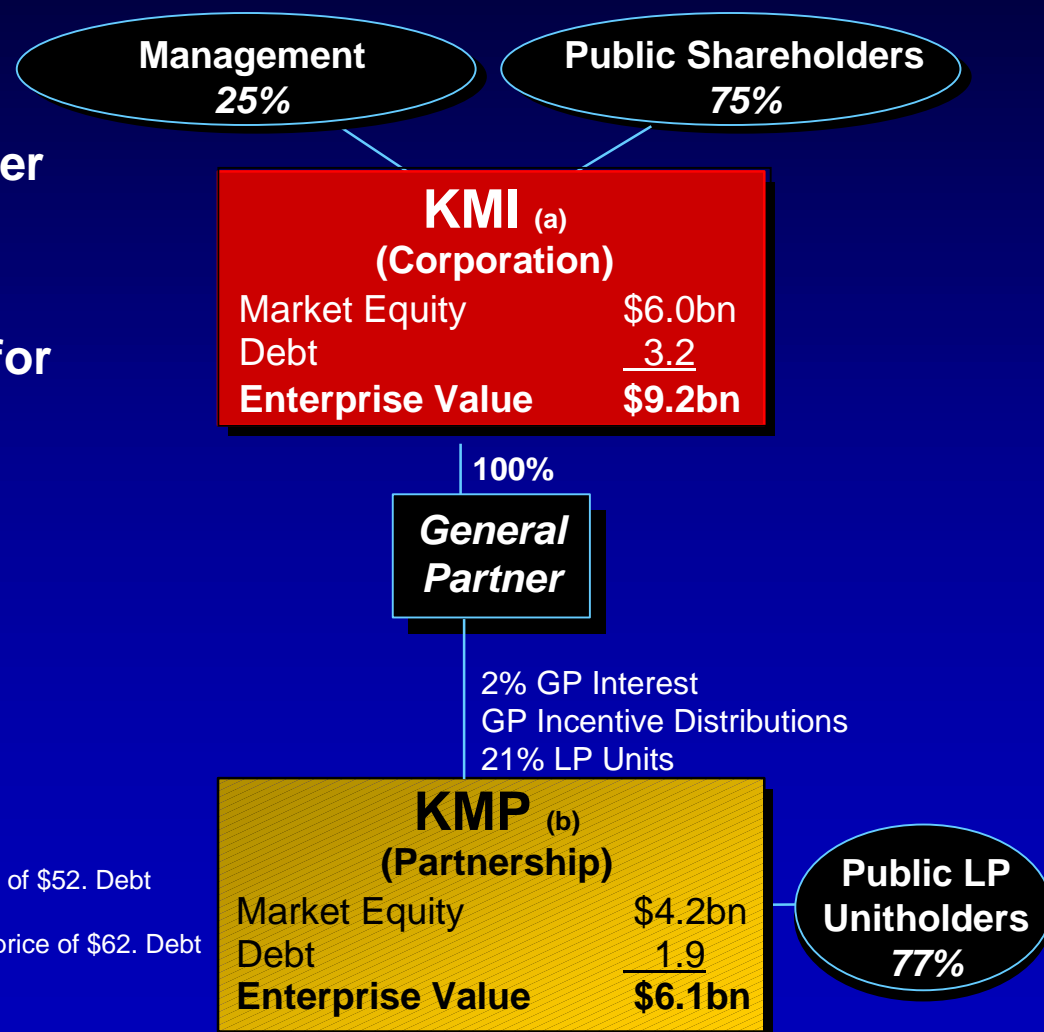 Management
25%
Public Shareholders
75%
er
KMI (a)
(Corporation)
Market Equity $6.0bn
for
Debt 3.2
Enterprise Value $9.2bn
100%
General
Partner
2% GP Interest
GP Incentive Distributions
21% LP Units
KMP (b)
(Partnership)
Market Equity $4.2bn
Debt 1.9
Enterprise Value $6.1bn
Public LP
Unitholders
77%
of $52. Debt
price of $62. Debt